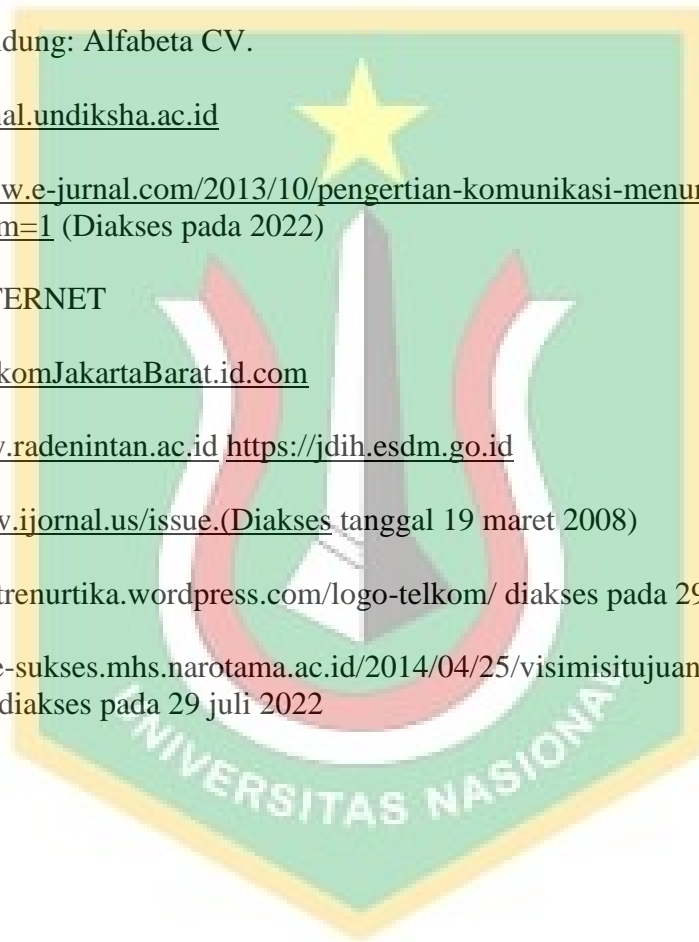 dung: Alfabeta CV.
nal.undiksha.ac.id
w.e-jurnal.com/2013/10/pengertian-komunikasi-menur
m=1 (Diakses pada 2022)
TERNET
komJakartaBarat.id.com
w.radenintan.ac.id https://jdih.esdm.go.id
w.ijornal.us/issue.(Diakses tanggal 19 maret 2008)
trenurtika.wordpress.com/logo-telkom/ diakses pada 29
e-sukses.mhs.narotama.ac.id/2014/04/25/visimisitujuan
diakses pada 29 juli 2022
UNIVERSITAS NASIONAL